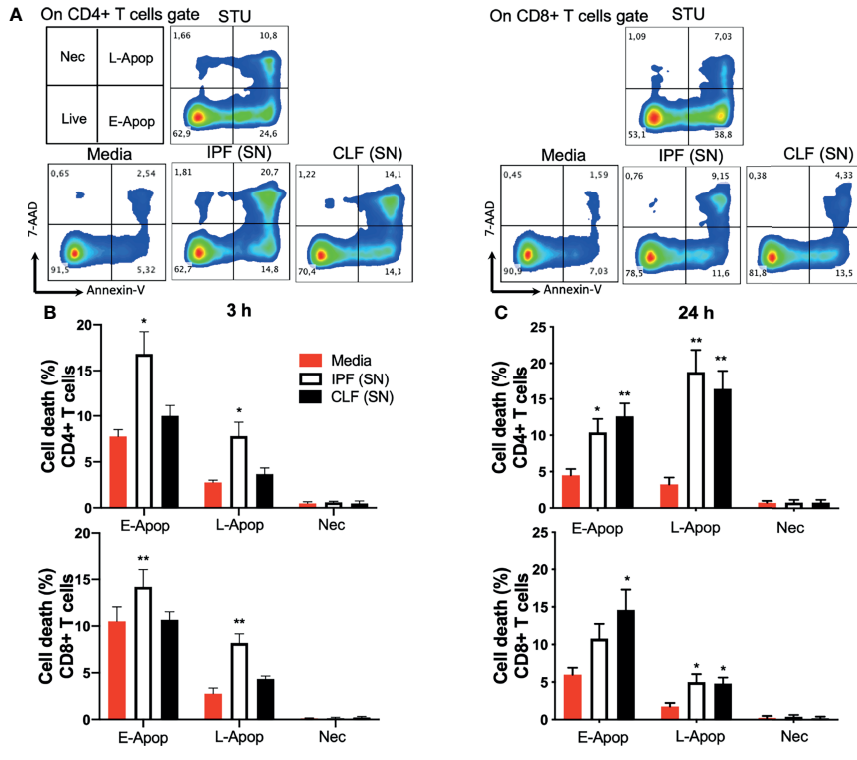 A
On CD4+ T cells gate
STU
Nec
L-Apop
Live
E-Apop
1,66
10,8
62,9
24,6
Media
IPF (SN)
CLF (SN)
0,65
2,54
91,5
5,32
1,81
20,7
62,7
14,8
1,22
14,1
70,4
14,1
7-AAD
Annexin-V
On CD8+ T cells gate
STU
1,09
7,03
53,1
38,8
Media
IPF (SN)
CLF (SN)
0,45
1,59
90,9
7,03
0,76
9,15
78,5
11,6
0,38
4,33
81,8
13,5
7-AAD
Annexin-V
B
3 h
Cell death (%)
CD4+ T cells
20
15
10
5
0
*
*
E-Apop
L-Apop
Nec
Media
IPF (SN)
CLF (SN)
Cell death (%)
CD8+ T cells
20
15
10
5
0
**
**
E-Apop
L-Apop
Nec
C
24 h
Cell death (%)
CD4+ T cells
25
20
15
10
5
0
*
**
**
**
E-Apop
L-Apop
Nec
Cell death (%)
CD8+ T cells
25
20
15
10
5
0
*
*
*
E-Apop
L-Apop
Nec